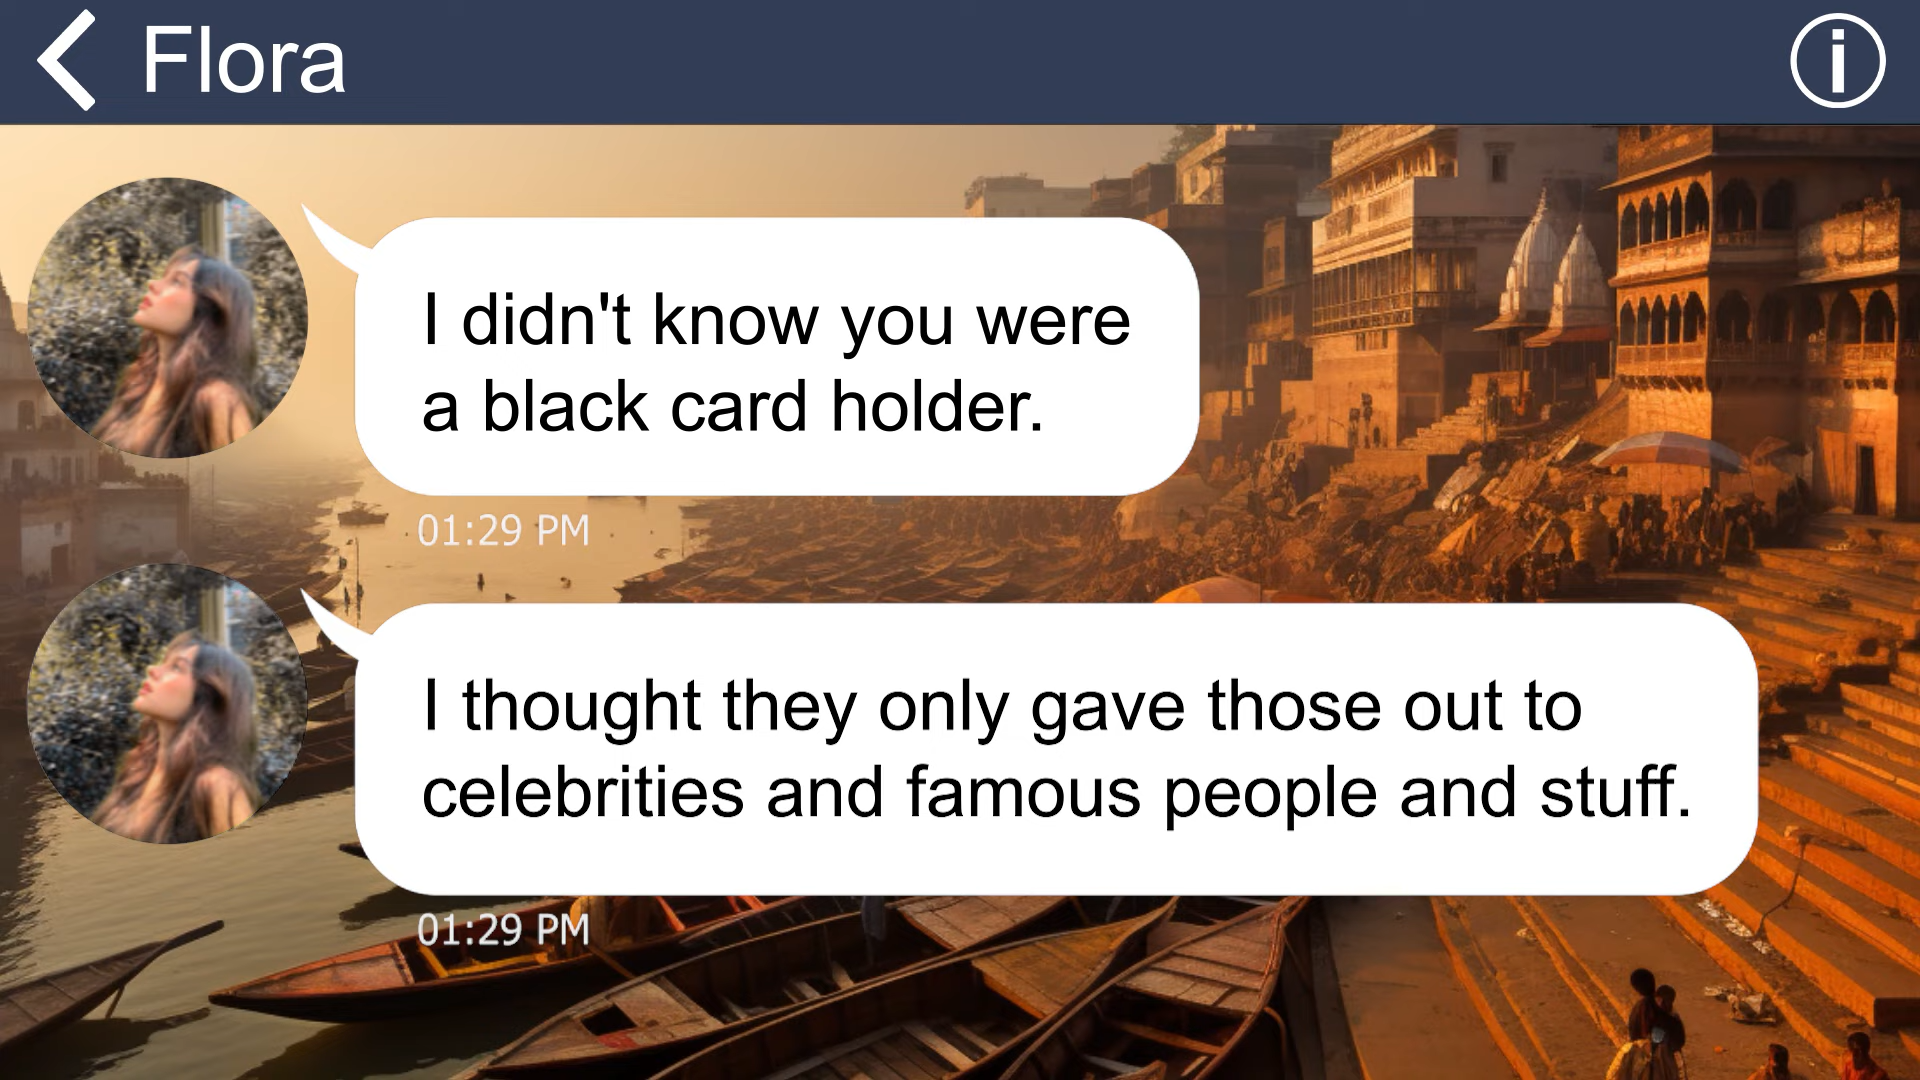 Flora
I didn't know you were
a black card holder.
01:29 PM
I thought they only gave those out to
celebrities and famous people and stuff.
01:29 PM